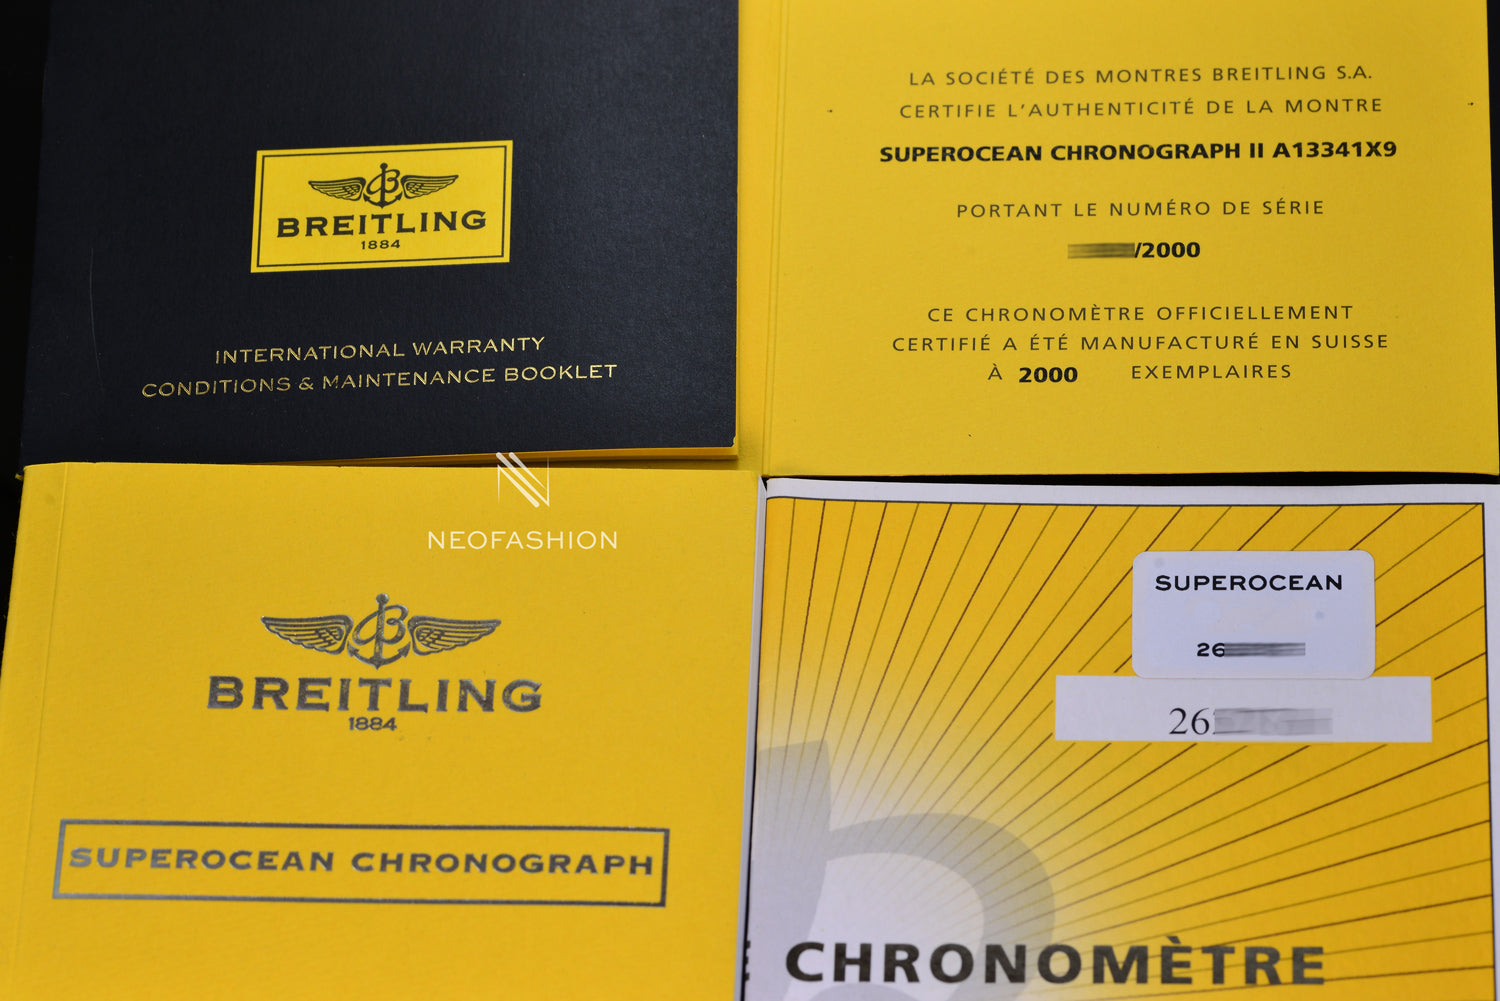 BREITLING
1884
INTERNATIONAL WARRANTY
CONDITIONS & MAINTENANCE BOOKLET
LA SOCIÉTÉ DES MONTRES BREITLING S.A.
CERTIFIE L'AUTHENTICITÉ DE LA MONTRE
SUPEROCEAN CHRONOGRAPH II A13341X9
PORTANT LE NUMÉRO DE SÉRIE
/2000
CE CHRONOMÈTRE OFFICIELLEMENT
CERTIFIÉ A ÉTÉ MANUFACTURÉ EN SUISSE
À 2000 EXEMPLAIRES
NEOFASHION
BREITLING
1884
SUPEROCEAN CHRONOGRAPH
SUPEROCEAN
26
26
CHRONOMÈTRE